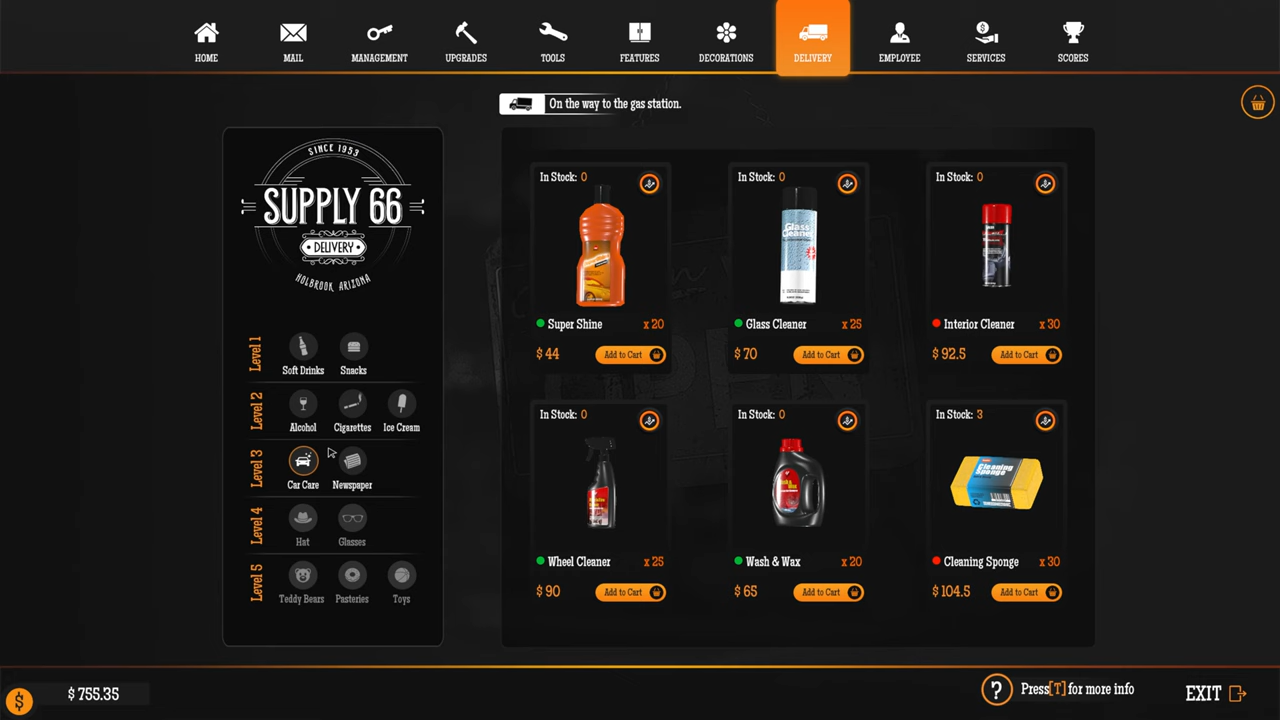 HOME
MAIL
MANAGEMENT
UPGRADES
TOOLS
FEATURES
DECORATIONS
DELIVERY
EMPLOYEE
SERVICES
SCORES
On the way to the gas station.
SINCE 1953
SUPPLY 66
DELIVERY
HOLBROOK, ARIZONA
Level 1
Soft Drinks
Snacks
Level 2
Alcohol
Cigarettes
Ice Cream
Level 3
Car Care
Newspaper
Level 4
Hat
Glasses
Level 5
Teddy Bears
Pasteries
Toys
In Stock: 0
Super Shine x 20
$ 44 Add to Cart
In Stock: 0
Glass
Cleaner
Glass Cleaner x 25
$ 70 Add to Cart
In Stock: 0
Interior Cleaner x 30
$ 92.5 Add to Cart
In Stock: 0
Wheel Cleaner x 25
$ 90 Add to Cart
In Stock: 0
Wash & Wax x 20
$ 65 Add to Cart
In Stock: 3
Cleaning
Sponge
Cleaning Sponge x 30
$ 104.5 Add to Cart
$ $ 755.35
? Press[T] for more info
EXIT